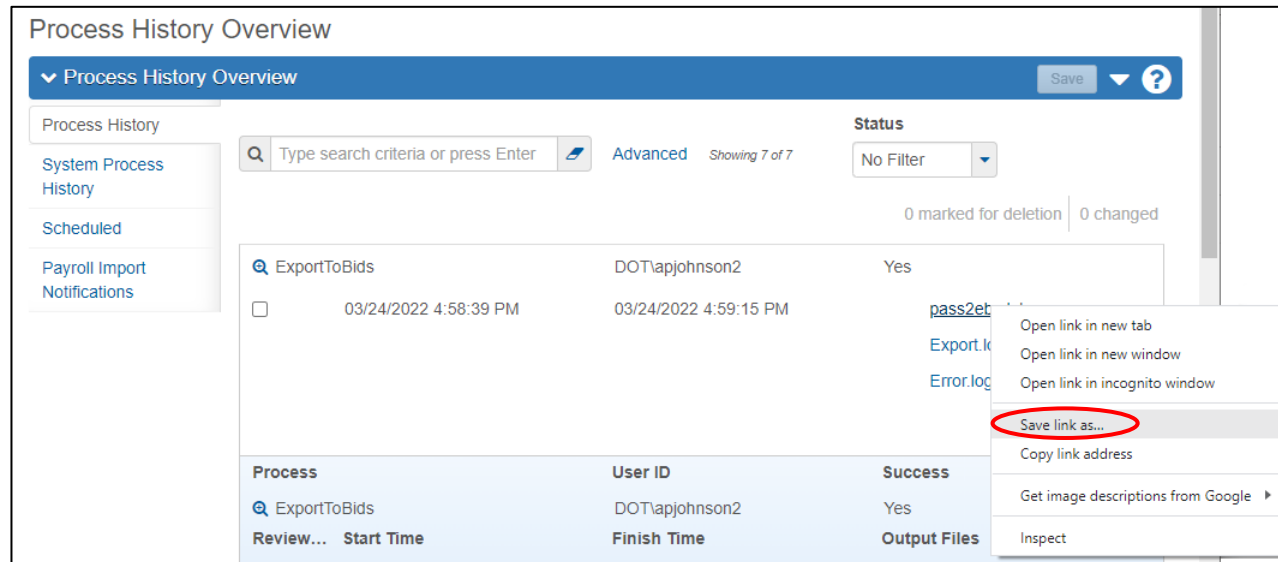 Process History Overview
Process History Overview
Save
?
Process History
System Process
History
Scheduled
Payroll Import
Notifications
Type search criteria or press Enter
Advanced
Showing 7 of 7
Status
No Filter
0 marked for deletion
0 changed
ExportToBids
DOT\apjohnson2
Yes
03/24/2022 4:58:39 PM
03/24/2022 4:59:15 PM
Error.log
Open link in new tab
Open link in new window
Open link in incognito window
Save link as...
Copy link address
Get image descriptions from Google
Inspect
Process
User ID
Success
ExportToBids
DOT\apjohnson2
Yes
Review... Start Time
Finish Time
Output Files